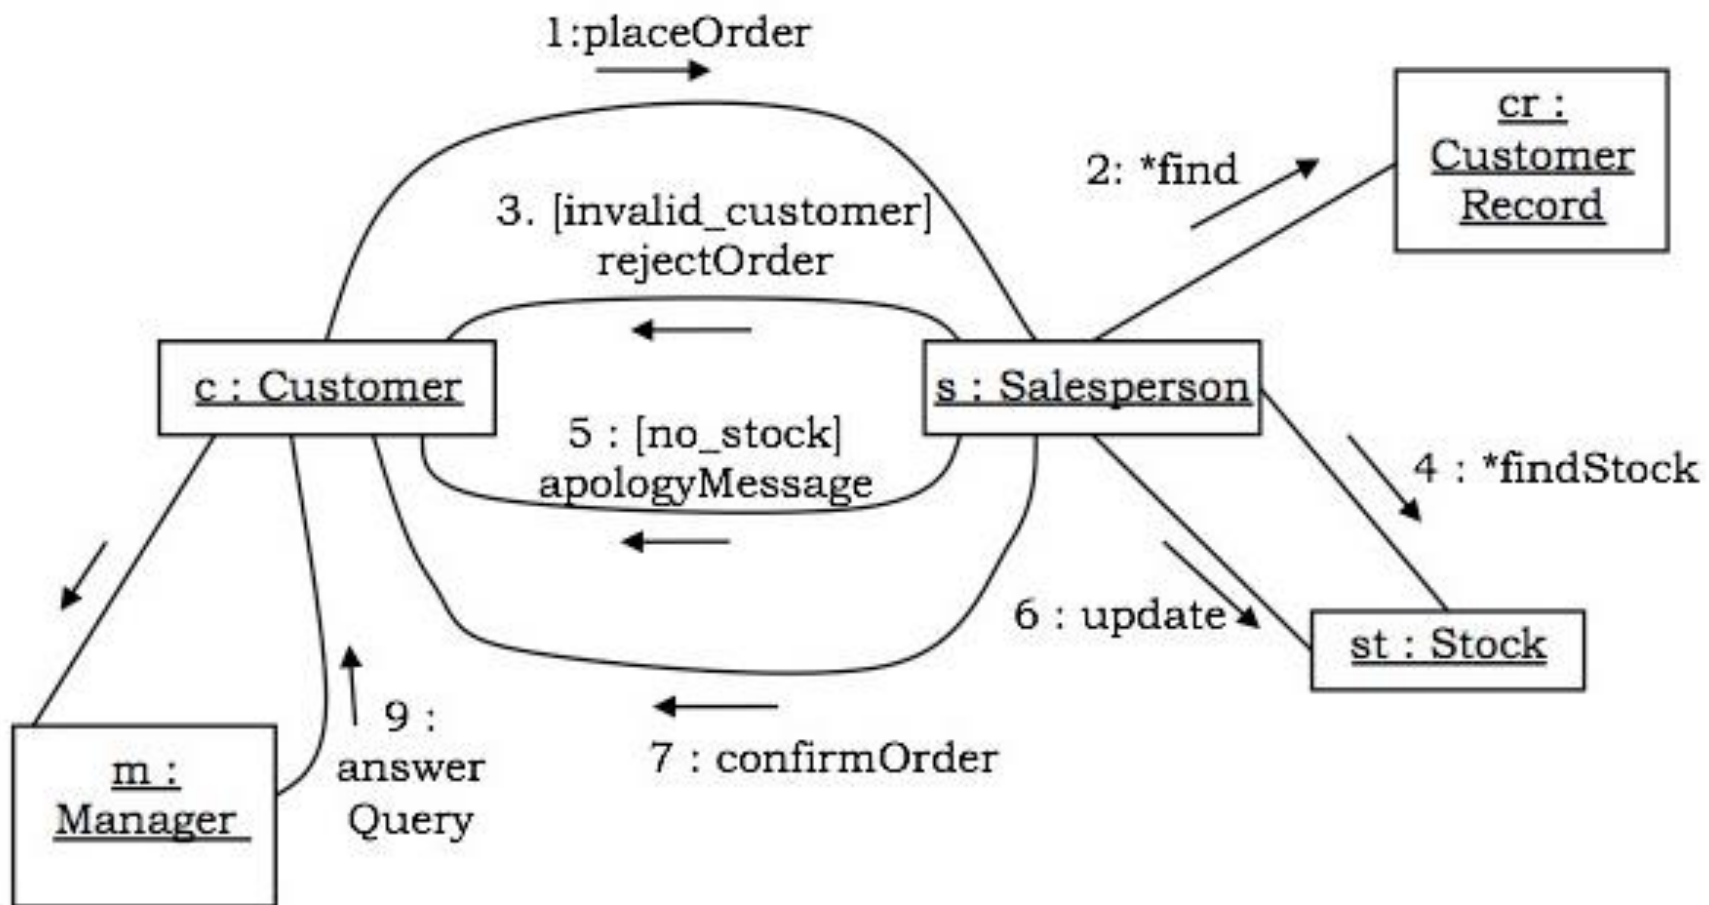 1:placeOrder
cr :
Customer
Record
2: *find
3. [invalid_customer]
rejectOrder
c : Customer
s : Salesperson
5 : [no_stock]
apologyMessage
4 : *findStock
6 : update
st : Stock
9 :
answer
Query
7 : confirmOrder
m :
Manager